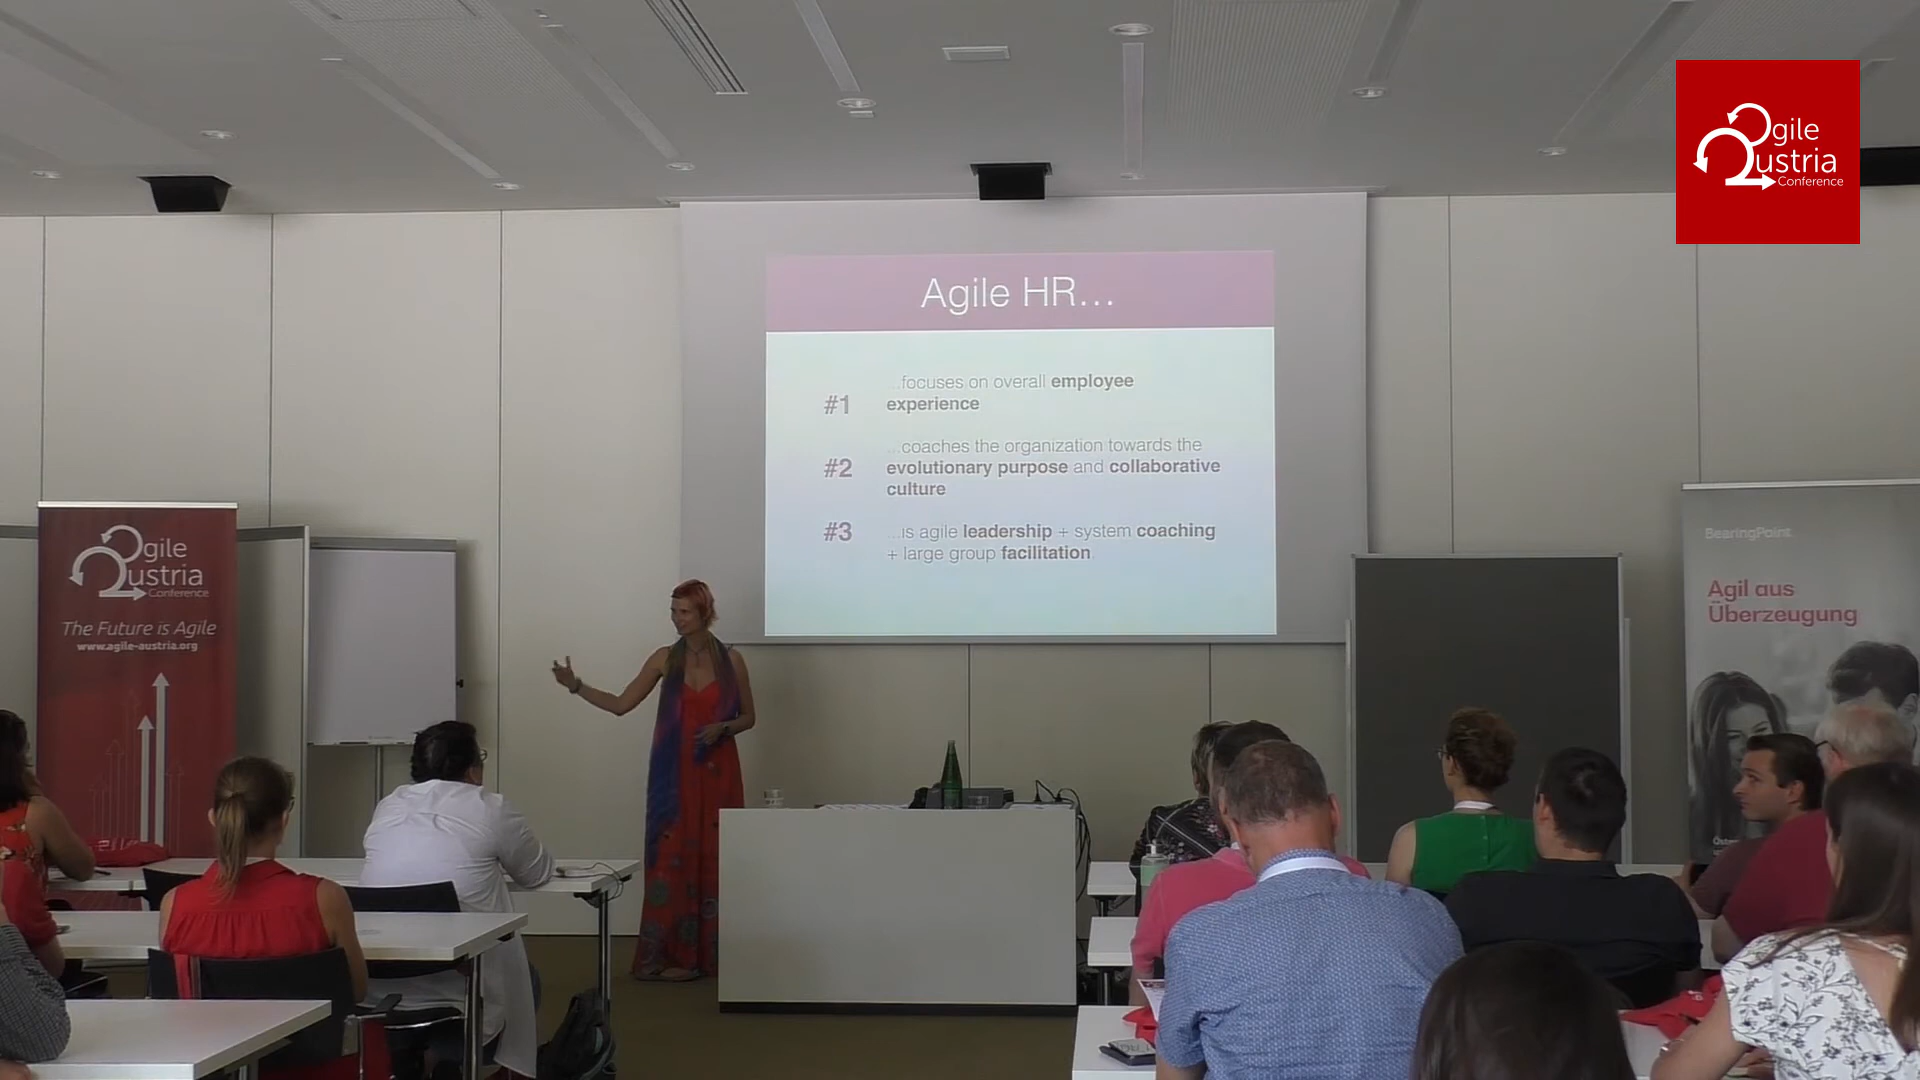 Agile
Austria
Conference
Agile HR...
#1
...focuses on overall employee
experience
#2
...coaches the organization towards the
evolutionary purpose and collaborative
culture
#3
...is agile leadership + system coaching
+ large group facilitation
Agile
Austria
Conference
The Future is Agile
www.agile-austria.org
BearingPoint
Agil aus
Überzeugung